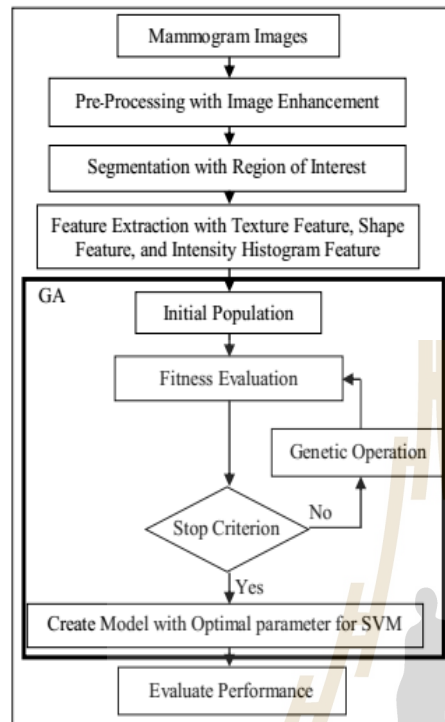 Mammogram Images
Pre-Processing with Image Enhancement
Segmentation with Region of Interest
Feature Extraction with Texture Feature, Shape
Feature, and Intensity Histogram Feature
GA
Initial Population
Fitness Evaluation
Genetic Operation
Stop Criterion
No
Yes
Create Model with Optimal parameter for SVM
Evaluate Performance